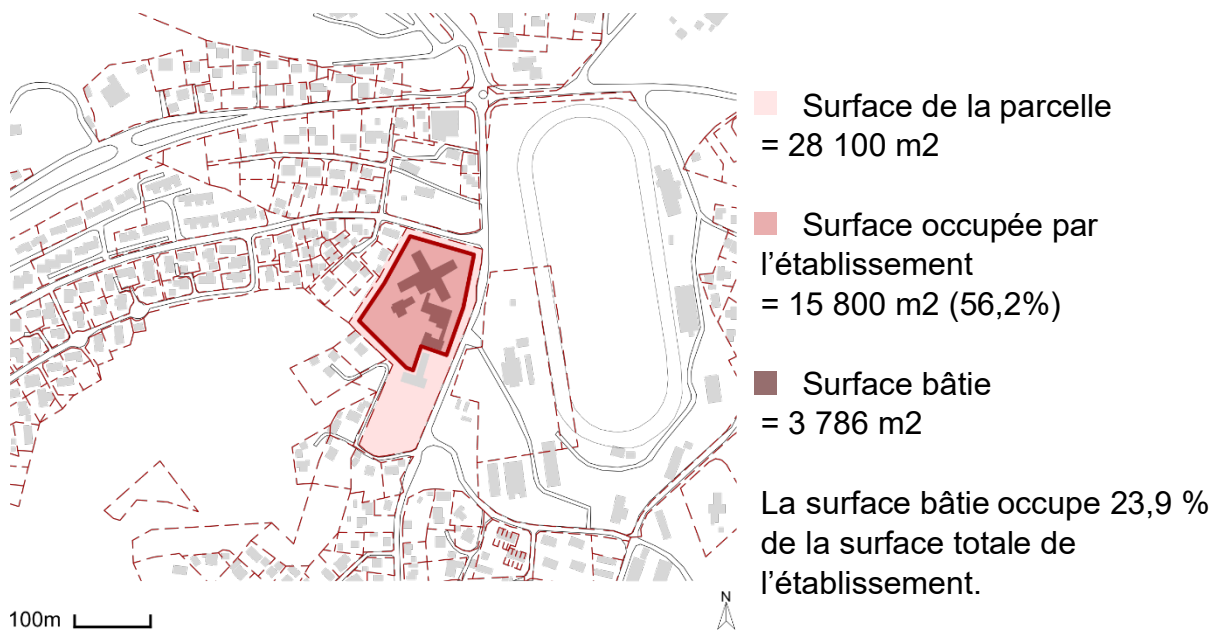 Surface de la parcelle
= 28 100 m2
Surface occupée par
l'établissement
= 15 800 m2 (56,2%)
Surface bâtie
= 3 786 m2
La surface bâtie occupe 23,9 %
de la surface totale de
l'établissement.
100m
N